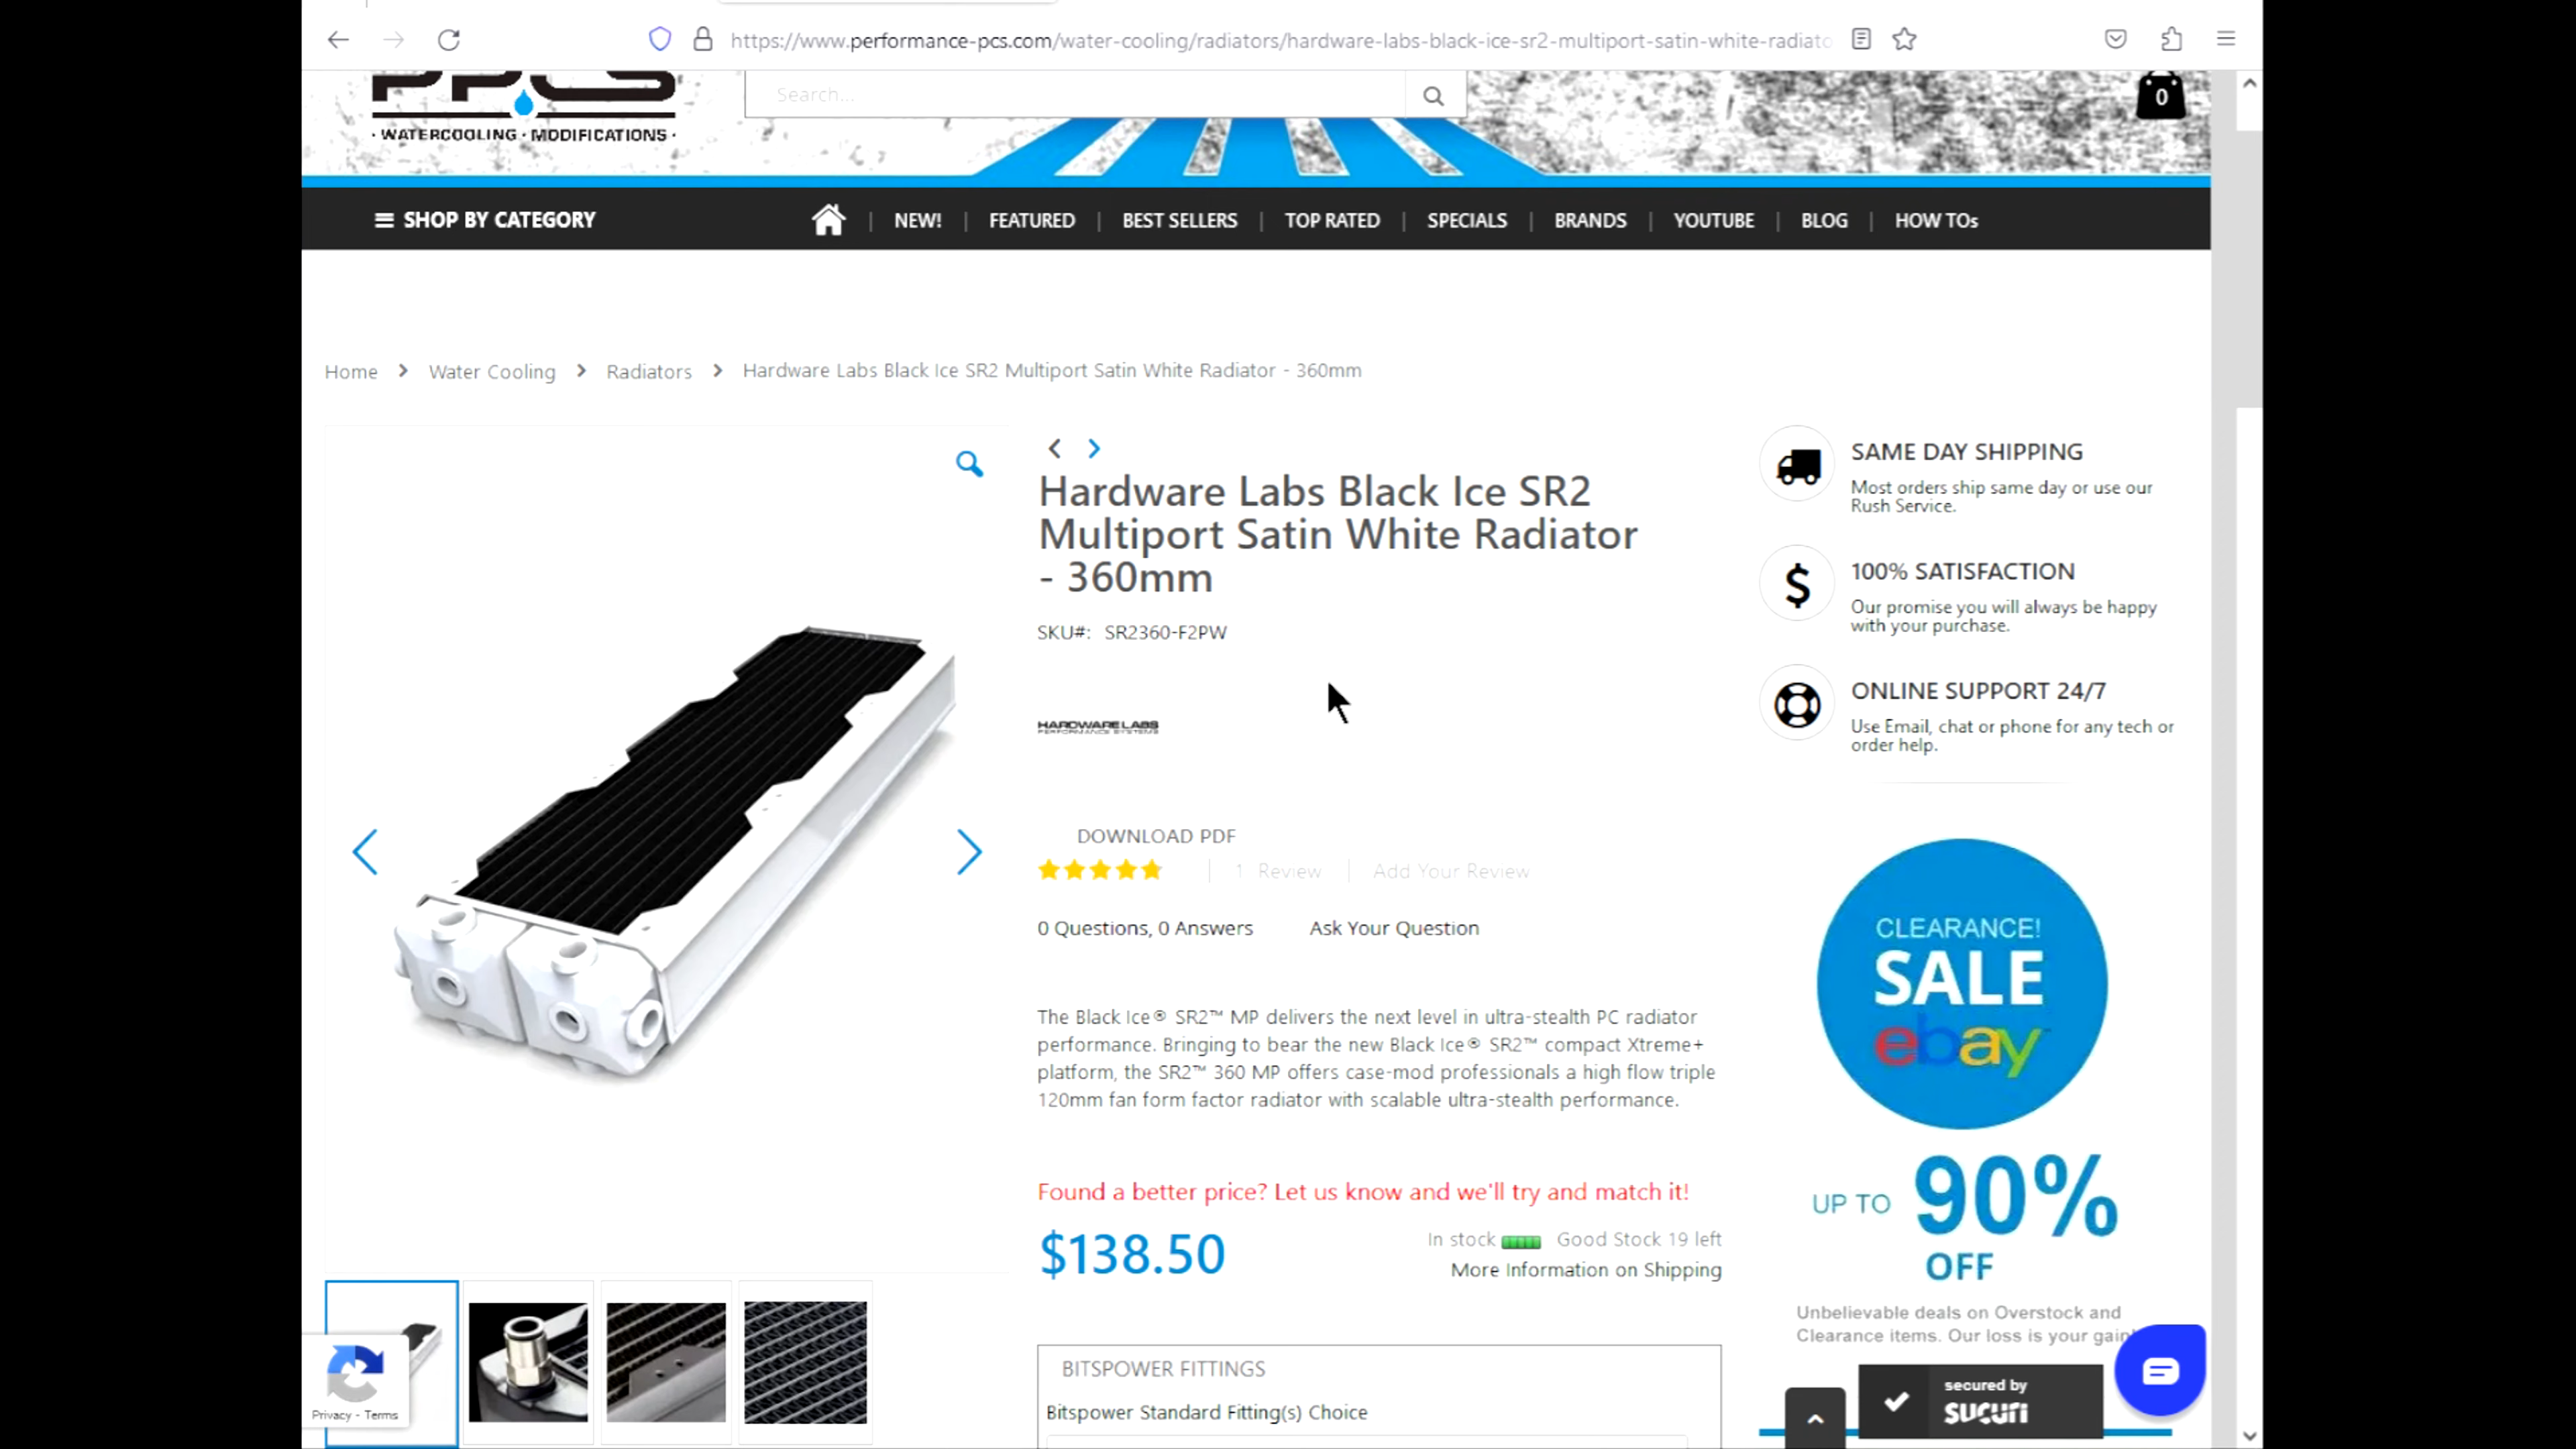 https://www.performance-pcs.com/water-cooling/radiators/hardware-labs-black-ice-sr2-multiport-satin-white-radiato
PPCS
· WATERCOOLING · MODIFICATIONS ·
Search...
0
SHOP BY CATEGORY
NEW! | FEATURED | BEST SELLERS | TOP RATED | SPECIALS | BRANDS | YOUTUBE | BLOG | HOW TOs
Home > Water Cooling > Radiators > Hardware Labs Black Ice SR2 Multiport Satin White Radiator - 360mm
Hardware Labs Black Ice SR2
Multiport Satin White Radiator
- 360mm
SKU#: SR2360-F2PW
HARDWARE LABS
PERFORMANCE SYSTEMS
DOWNLOAD PDF
1 Review | Add Your Review
0 Questions, 0 Answers Ask Your Question
The Black Ice® SR2™ MP delivers the next level in ultra-stealth PC radiator
performance. Bringing to bear the new Black Ice® SR2™ compact Xtreme+
platform, the SR2™ 360 MP offers case-mod professionals a high flow triple
120mm fan form factor radiator with scalable ultra-stealth performance.
Found a better price? Let us know and we'll try and match it!
$138.50
In stock Good Stock 19 left
More Information on Shipping
BITSPOWER FITTINGS
Bitspower Standard Fitting(s) Choice
SAME DAY SHIPPING
Most orders ship same day or use our
Rush Service.
$
100% SATISFACTION
Our promise you will always be happy
with your purchase.
ONLINE SUPPORT 24/7
Use Email, chat or phone for any tech or
order help.
CLEARANCE!
SALE
ebay
UP TO 90%
OFF
Unbelievable deals on Overstock and
Clearance items. Our loss is your gain!
secured by
sucuri
Privacy - Terms